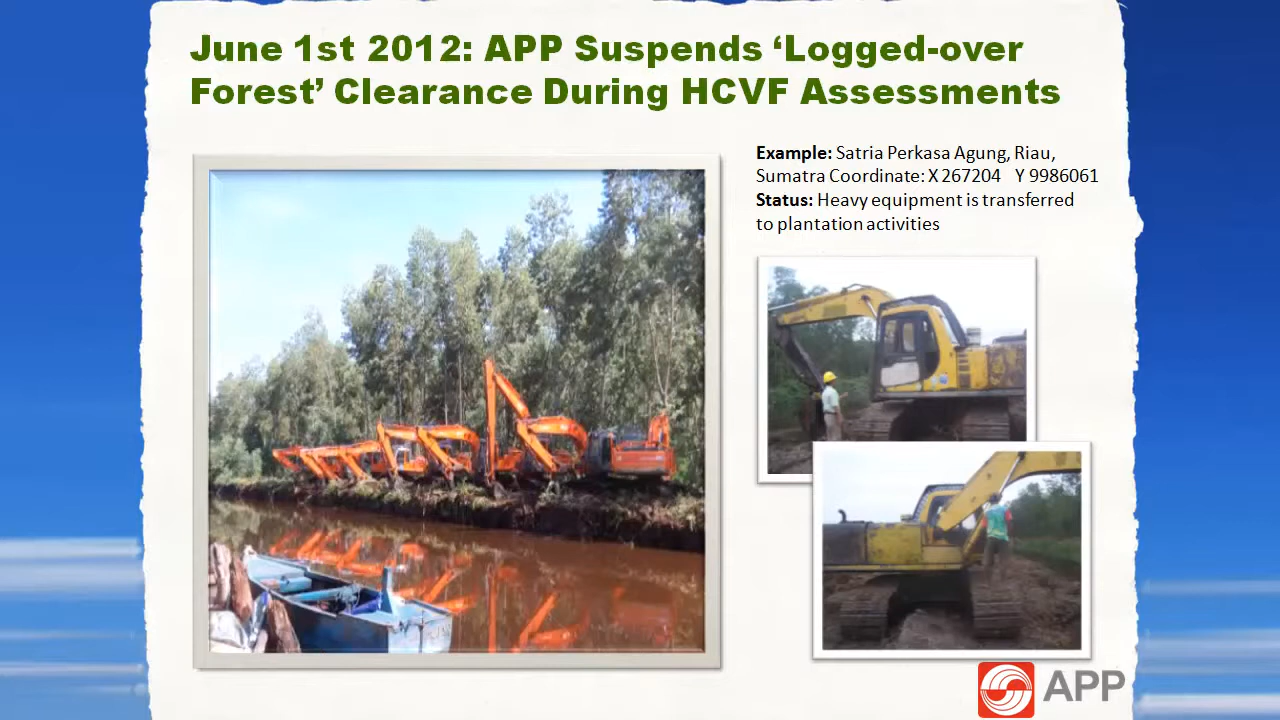 June 1st 2012: APP Suspends ‘Logged-over
Forest’ Clearance During HCVF Assessments
Example: Satria Perkasa Agung, Riau,
Sumatra Coordinate: X 267204 Y 9986061
Status: Heavy equipment is transferred
to plantation activities
APP